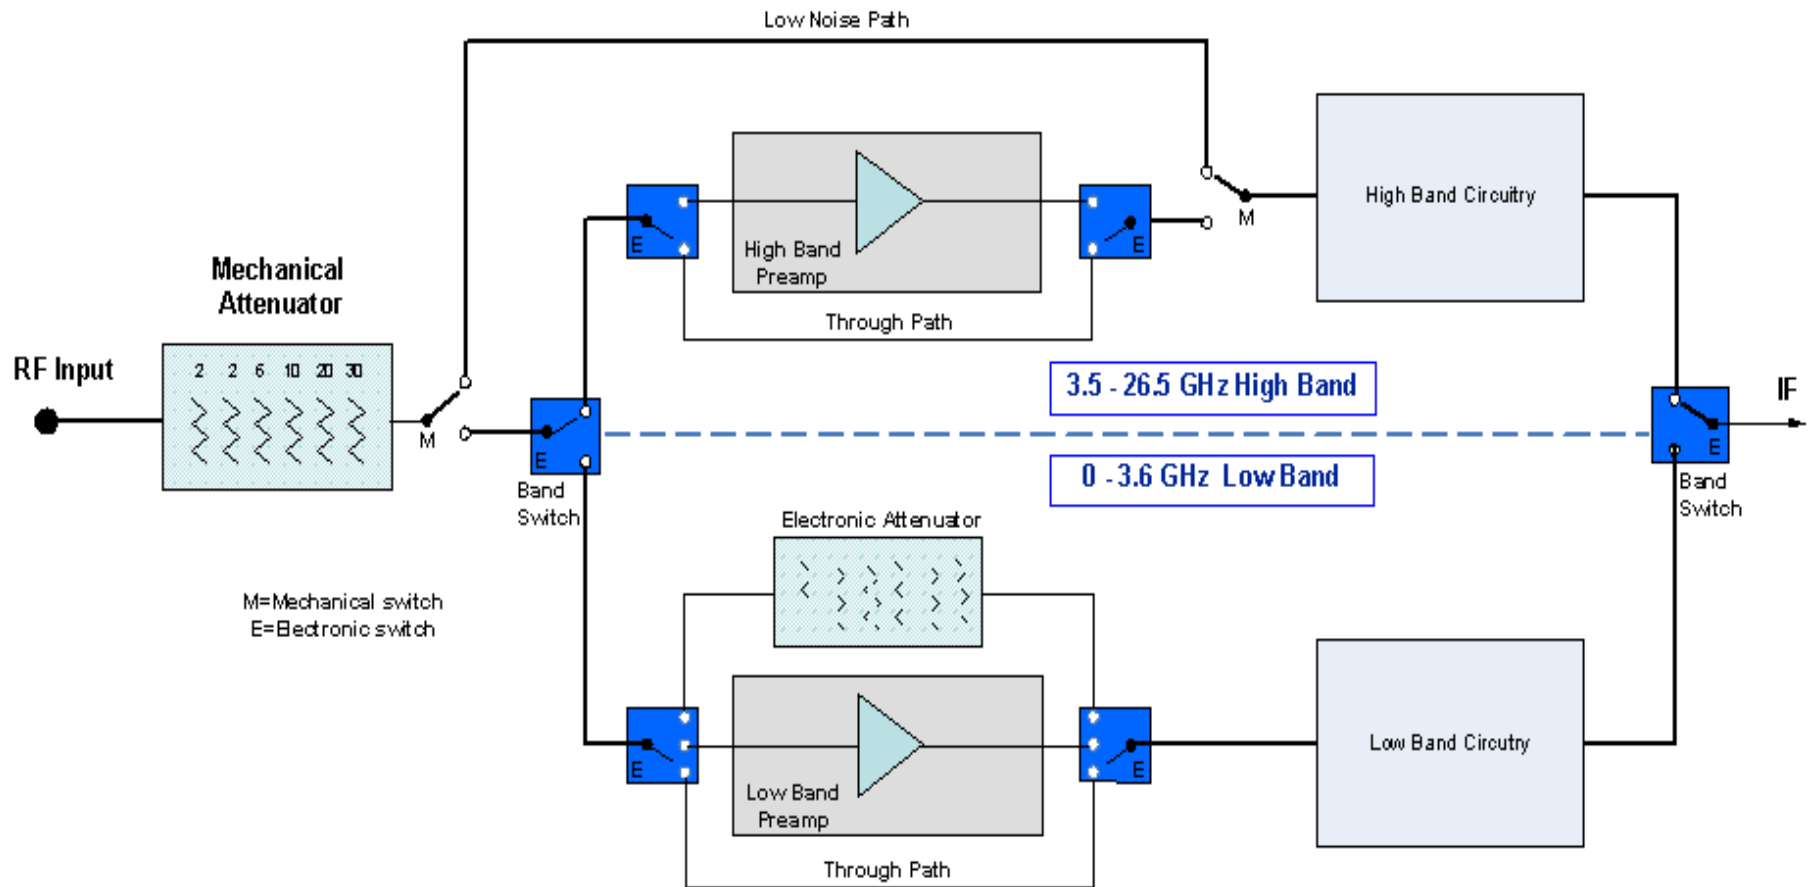 Low Noise Path
High Band Circuitry
M
E
E
High Band
Preamp
Through Path
Mechanical
Attenuator
RF Input
2 2 6 10 20 30
M
E
Band
Switch
3.5 - 26.5 GHz High Band
0 - 3.6 GHz Low Band
IF
E
Band
Switch
Electronic Attenuator
M=Mechanical switch
E=Electronic switch
E
E
Low Band
Preamp
Low Band Circutry
Through Path